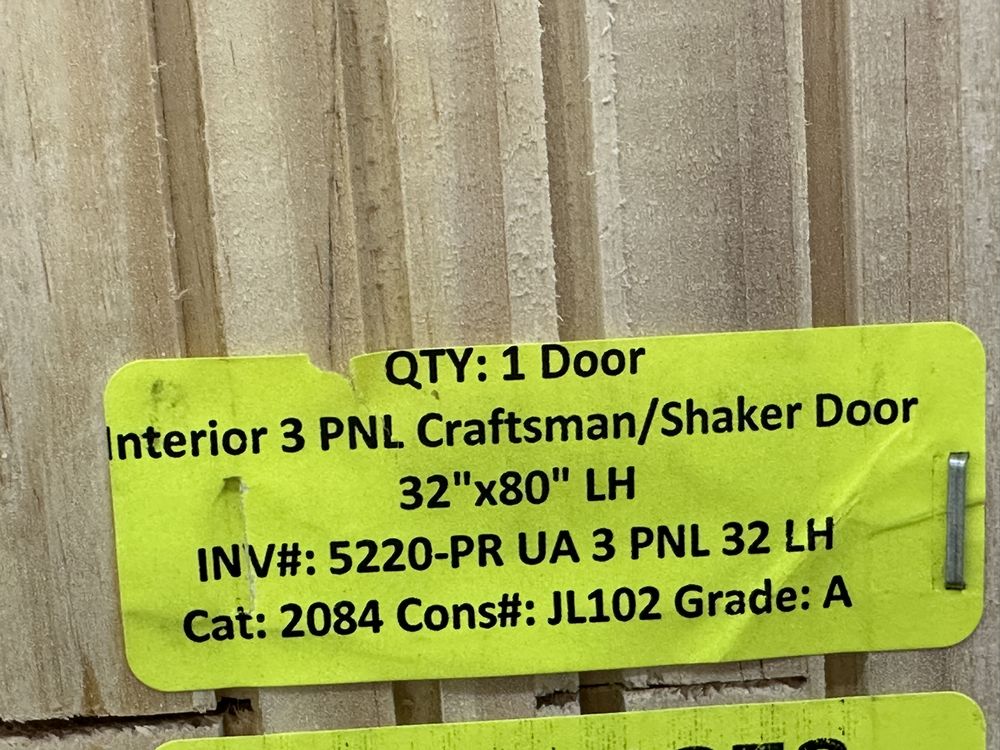 QTY: 1 Door
Interior 3 PNL Craftsman/Shaker Door
32"x80" LH
INV#: 5220-PR UA 3 PNL 32 LH
Cat: 2084 Cons#: JL102 Grade: A